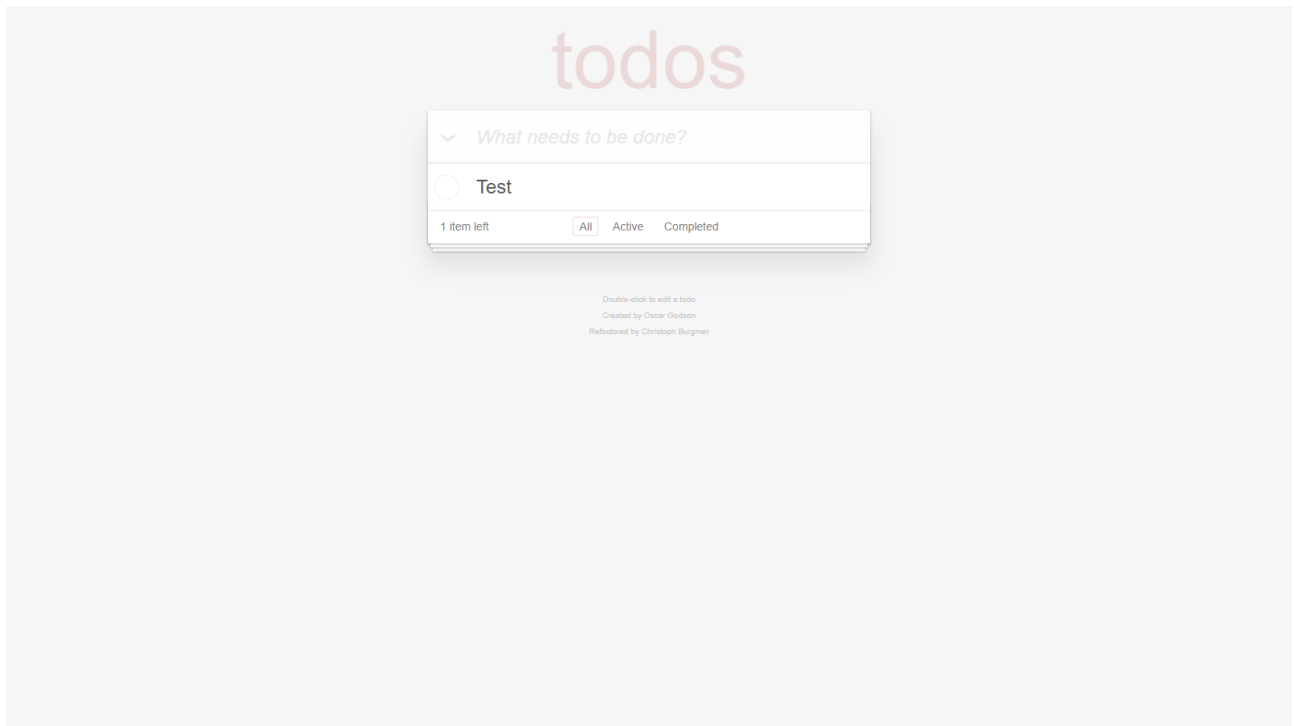 todos
What needs to be done?
Test
1 item left All Active Completed
Double-click to edit a todo
Created by Oscar Godson
Refactored by Christoph Burgmer